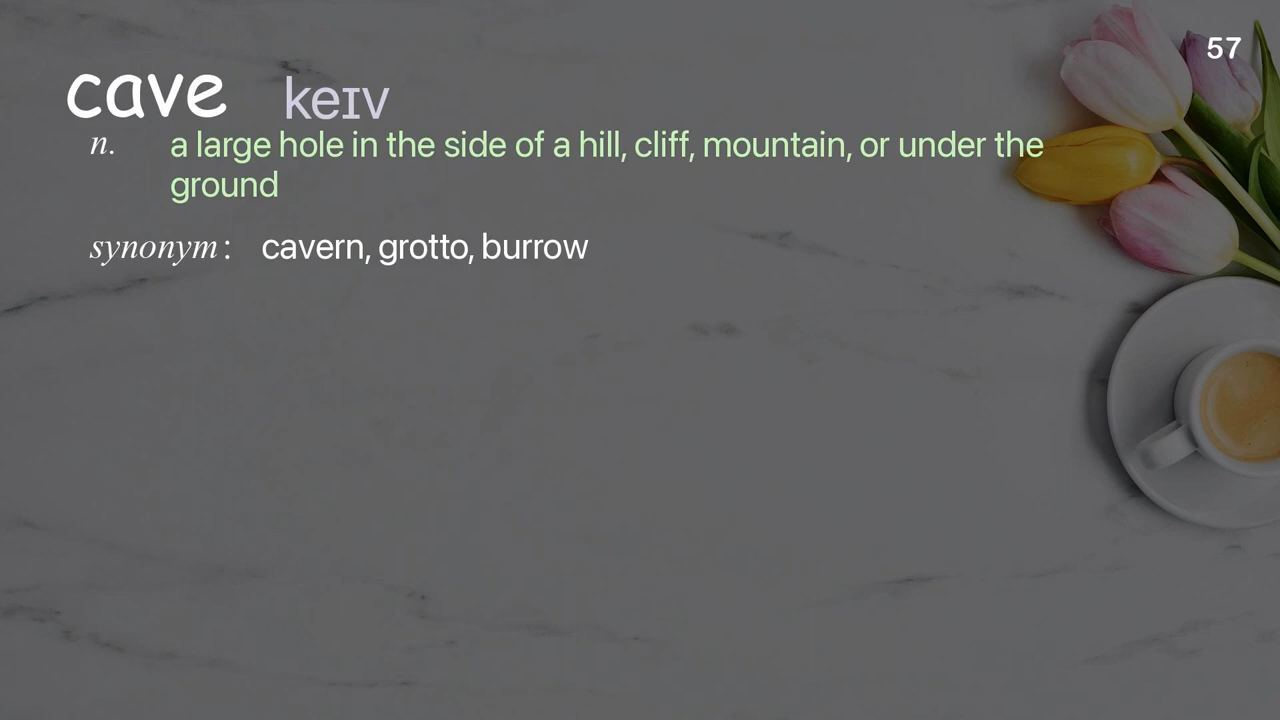 57
cave keɪv
n. a large hole in the side of a hill, cliff, mountain, or under the
ground
synonym: cavern, grotto, burrow